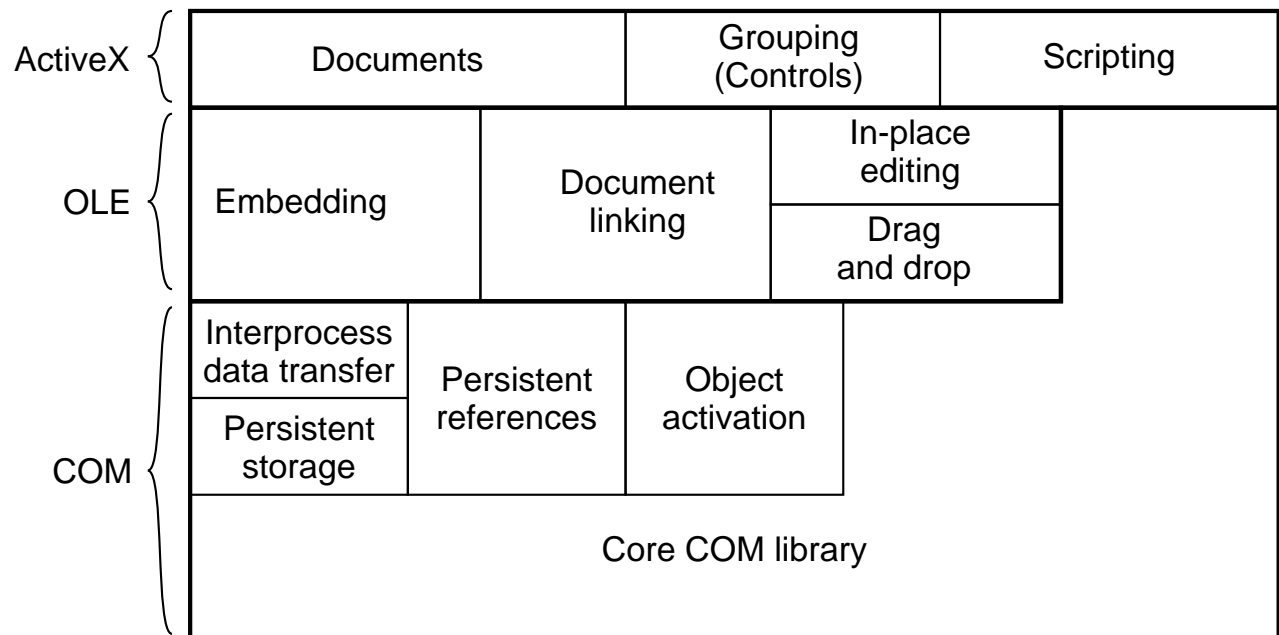 ActiveX
Documents
Grouping
(Controls)
Scripting
OLE
Embedding
Document
linking
In-place
editing
Drag
and drop
COM
Interprocess
data transfer
Persistent
storage
Persistent
references
Object
activation
Core COM library